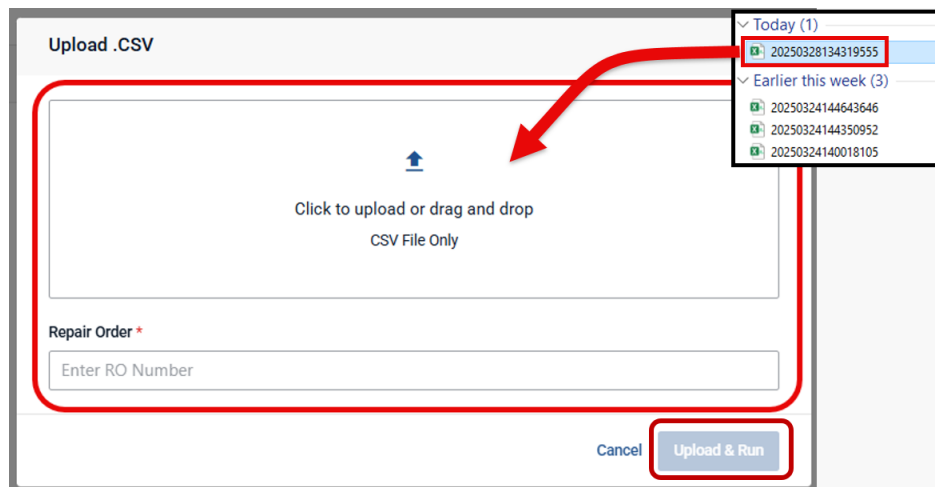 Upload .CSV
Today (1)
20250328134319555
Earlier this week (3)
20250324144643646
20250324144350952
20250324140018105
Click to upload or drag and drop
CSV File Only
Repair Order *
Enter RO Number
Cancel
Upload & Run